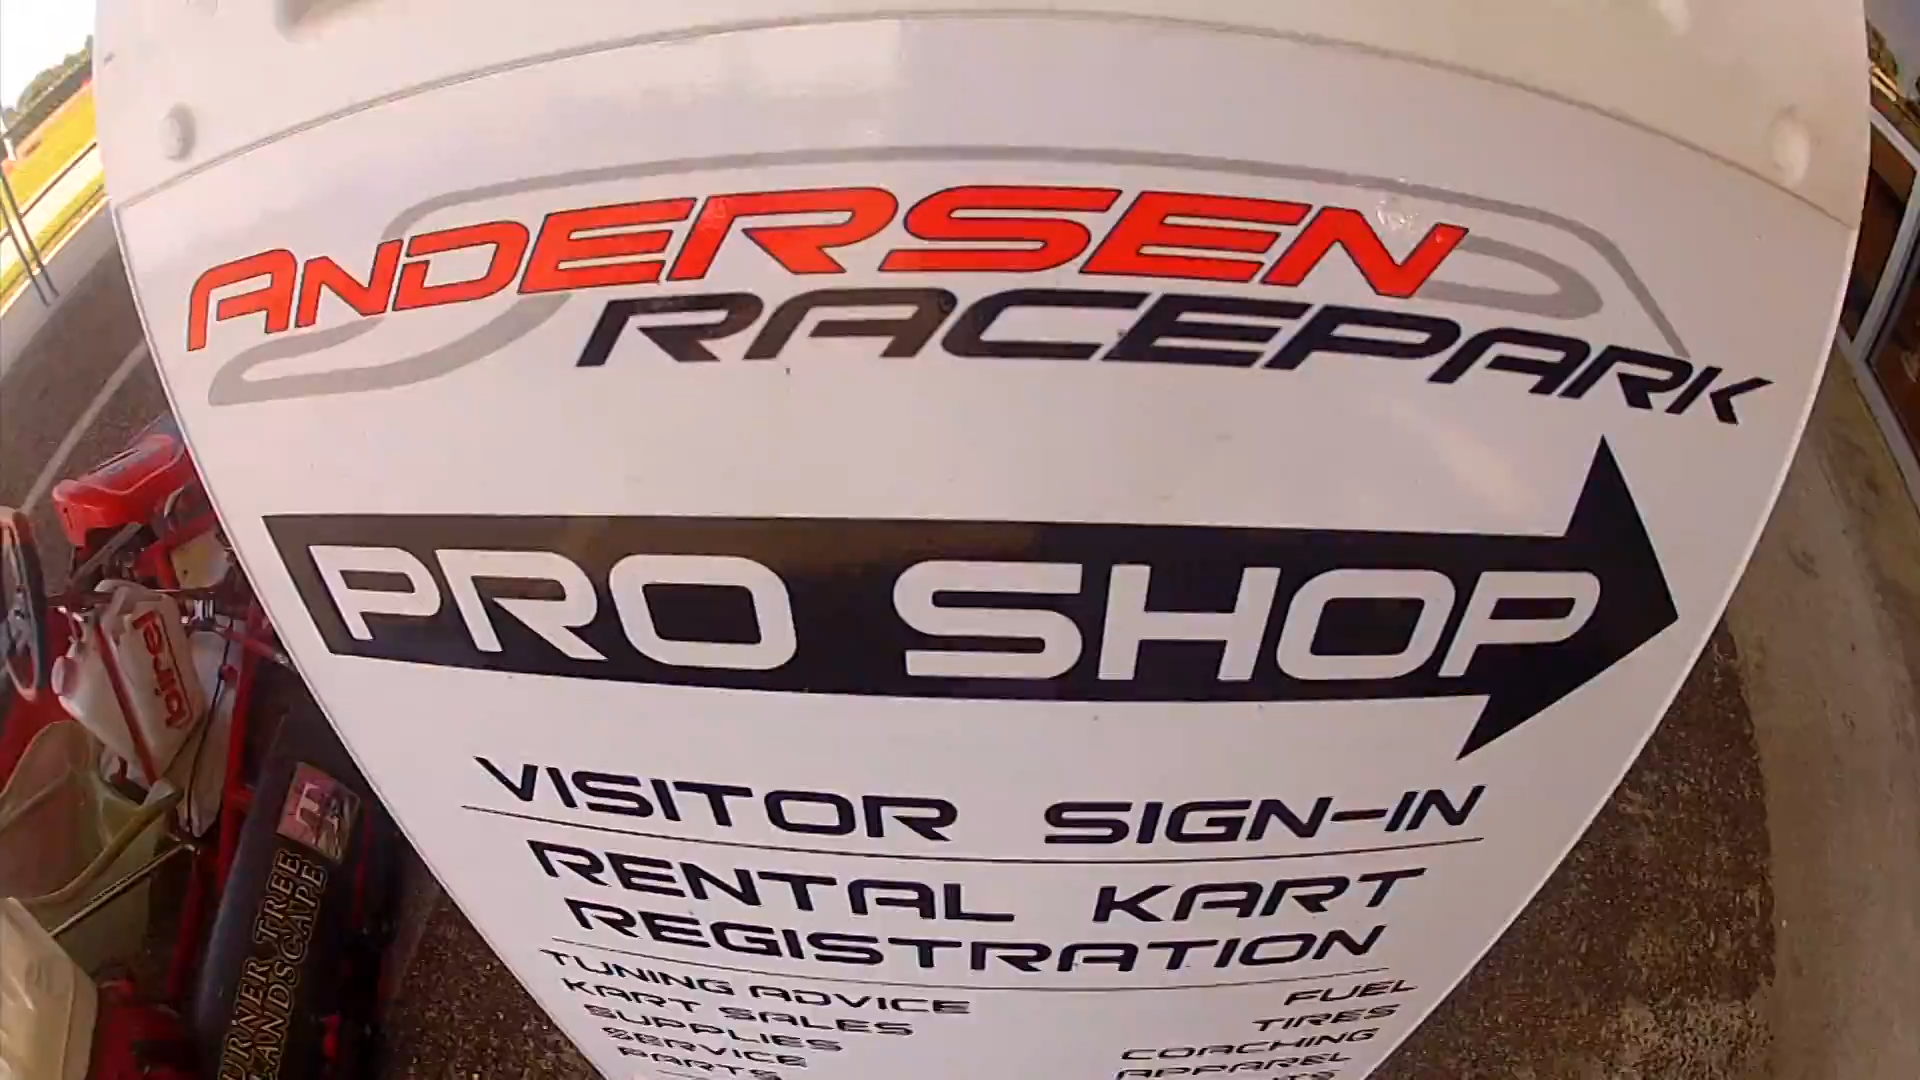 ANDERSEN
RACEPARK
PRO SHOP
VISITOR SIGN-IN
RENTAL KART
REGISTRATION
TUNING ADVICE
KART SALES
SUPPLIES
SERVICE
PARTS
FUEL
TIRES
COACHING
APPAREL
birel
TURNER TREE
LANDSCAPE